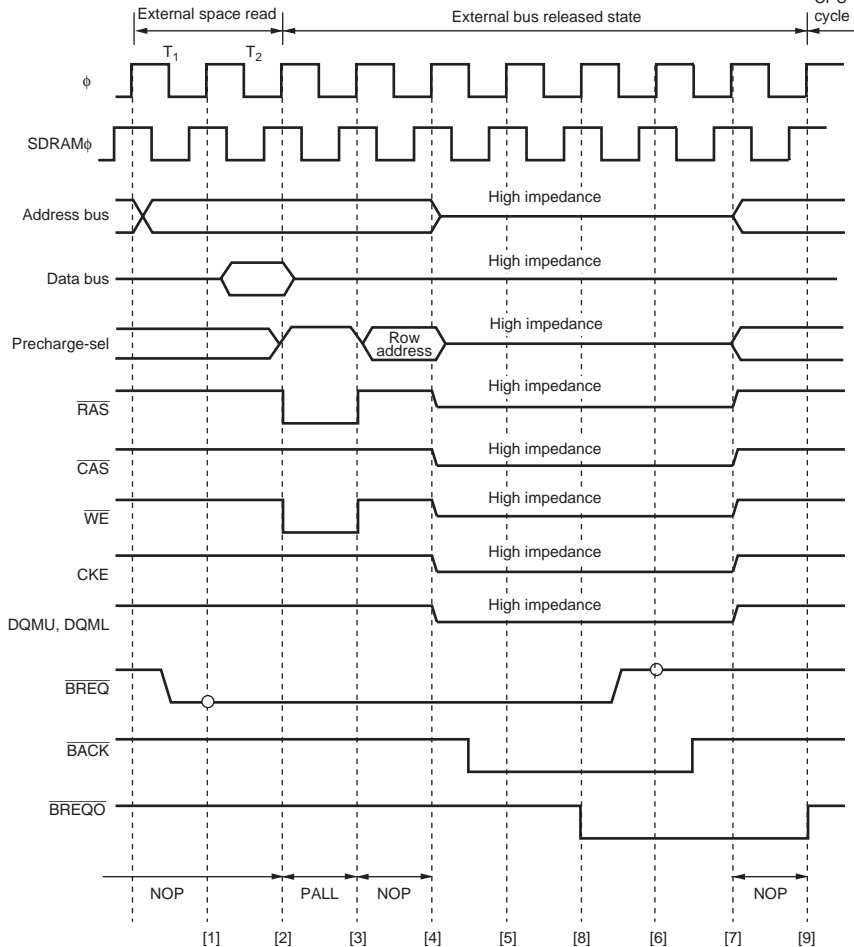 External space read
External bus released state
cycle
T1
T2
ϕ
SDRAMϕ
Address bus
High impedance
Data bus
High impedance
Precharge-sel
Row
address
High impedance
RAS
High impedance
CAS
High impedance
WE
High impedance
CKE
High impedance
DQMU, DQML
High impedance
BREQ
BACK
BREQO
NOP
PALL
NOP
NOP
[1]
[2]
[3]
[4]
[5]
[8]
[6]
[7]
[9]